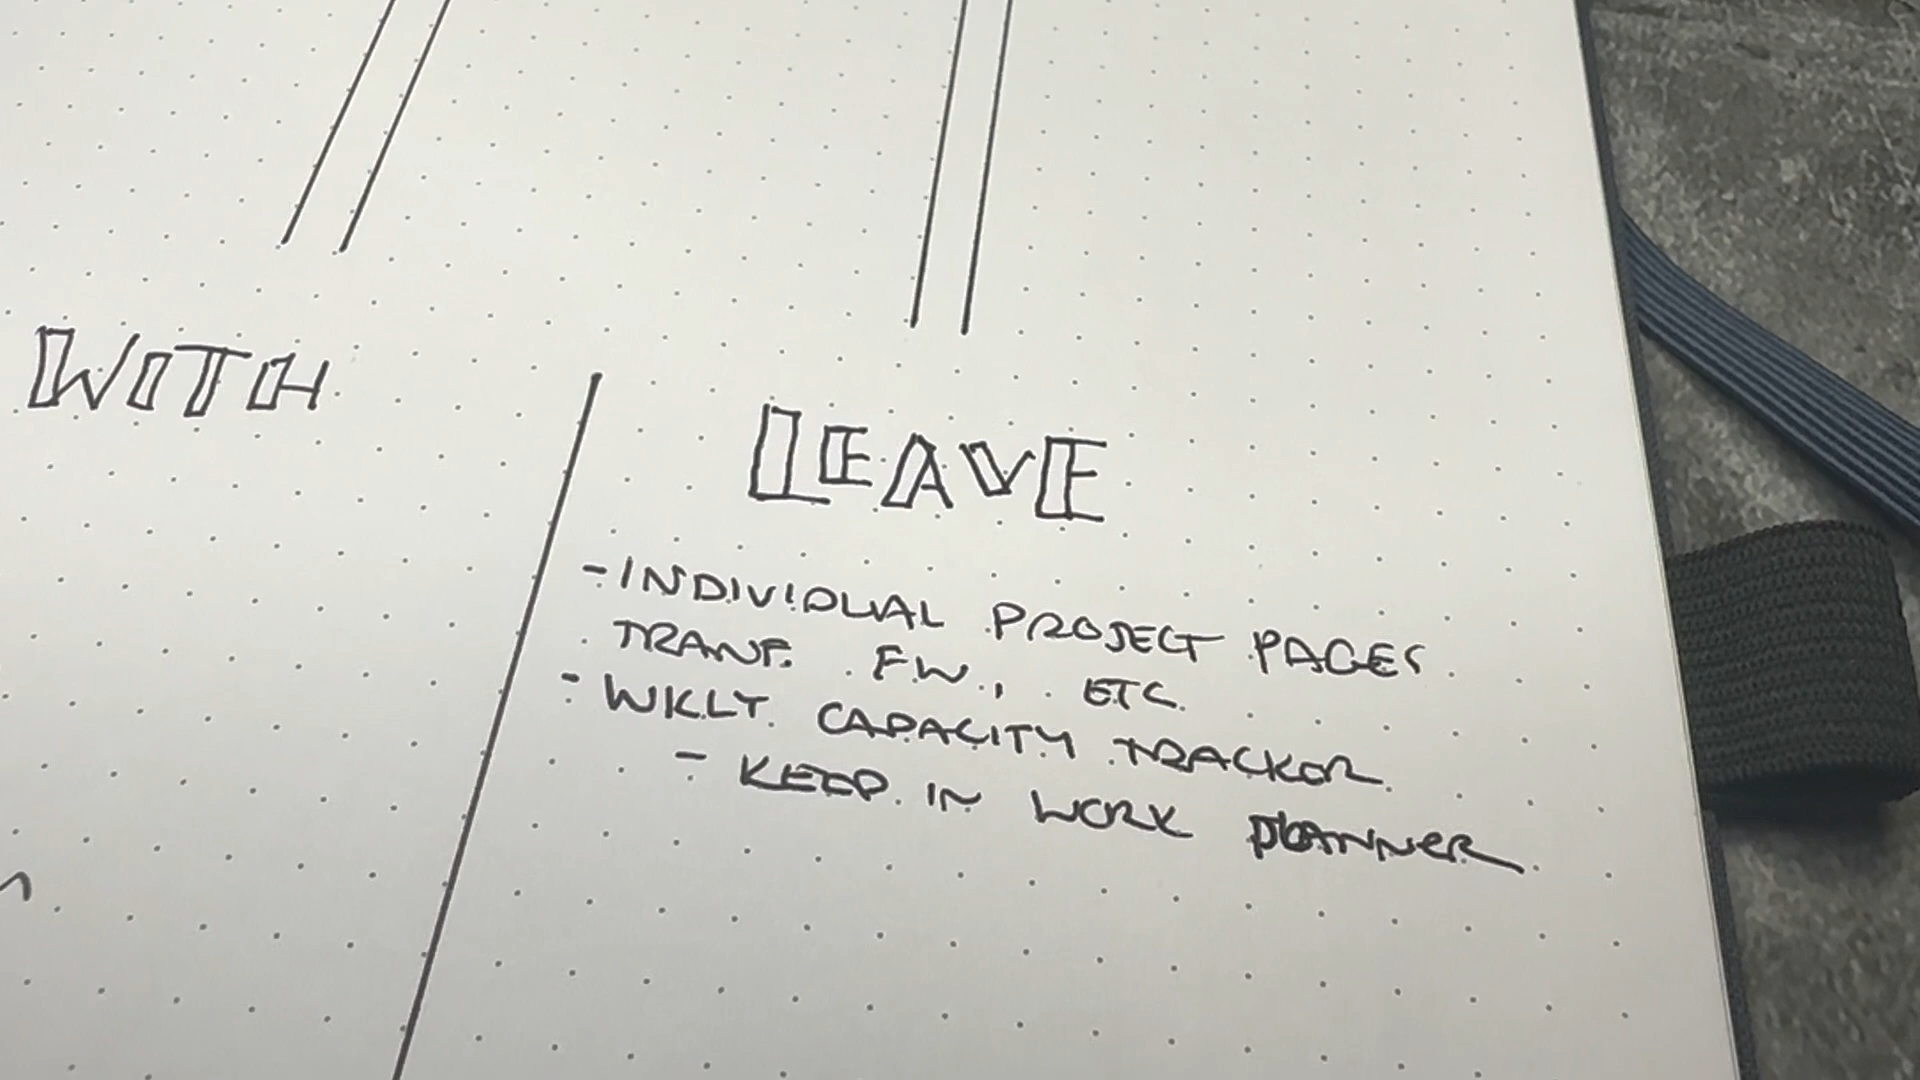 WITH
LEAVE
- INDIVIDUAL PROJECT PAGES
TRANF. FW., ETC.
- WKLY. CAPACITY TRACKER
- KEEP IN WORK PLANNER